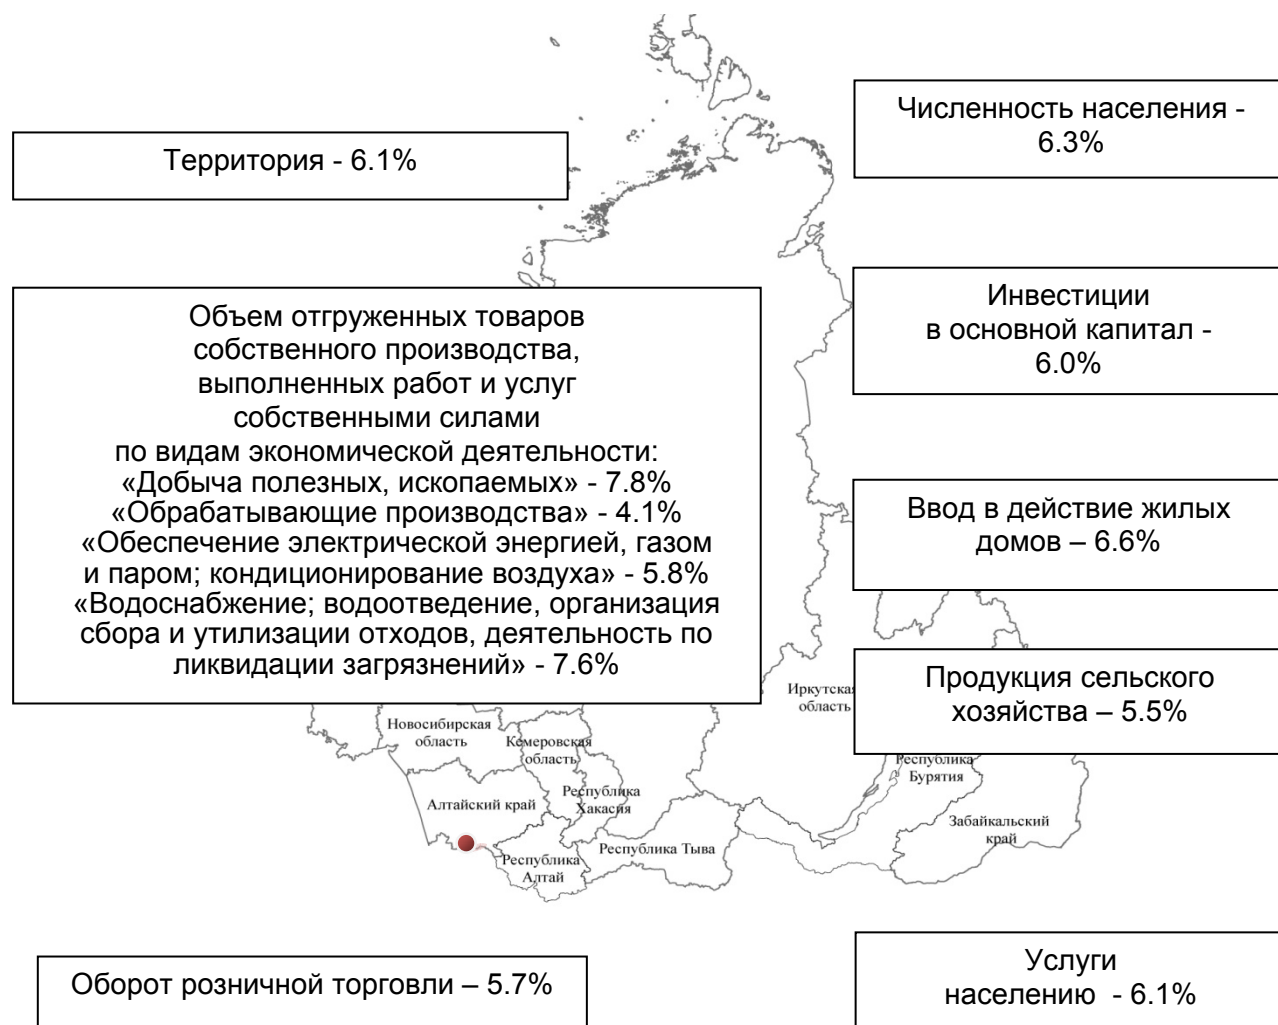 Численность населения -
6.3%
Территория - 6.1%
Инвестиции
в основной капитал -
6.0%
Объем отгруженных товаров
собственного производства,
выполненных работ и услуг
собственными силами
по видам экономической деятельности:
«Добыча полезных, ископаемых» - 7.8%
«Обрабатывающие производства» - 4.1%
«Обеспечение электрической энергией, газом
и паром; кондиционирование воздуха» - 5.8%
«Водоснабжение; водоотведение, организация
сбора и утилизации отходов, деятельность по
ликвидации загрязнений» - 7.6%
Ввод в действие жилых
домов – 6.6%
Продукция сельского
хозяйства – 5.5%
Иркутская
область
Новосибирская
область
Кемеровская
область
Республика
Бурятия
Алтайский край
Республика
Хакасия
Забайкальский
край
Республика Тыва
Республика
Алтай
Оборот розничной торговли – 5.7%
Услуги
населению - 6.1%